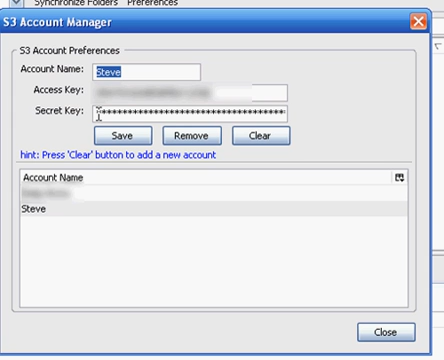 Synchronize Folders Preferences
S3 Account Manager
S3 Account Preferences
Account Name: Steve
Access Key:
Secret Key:
Save Remove Clear
hint: Press 'Clear' button to add a new account
Account Name
Steve
Close